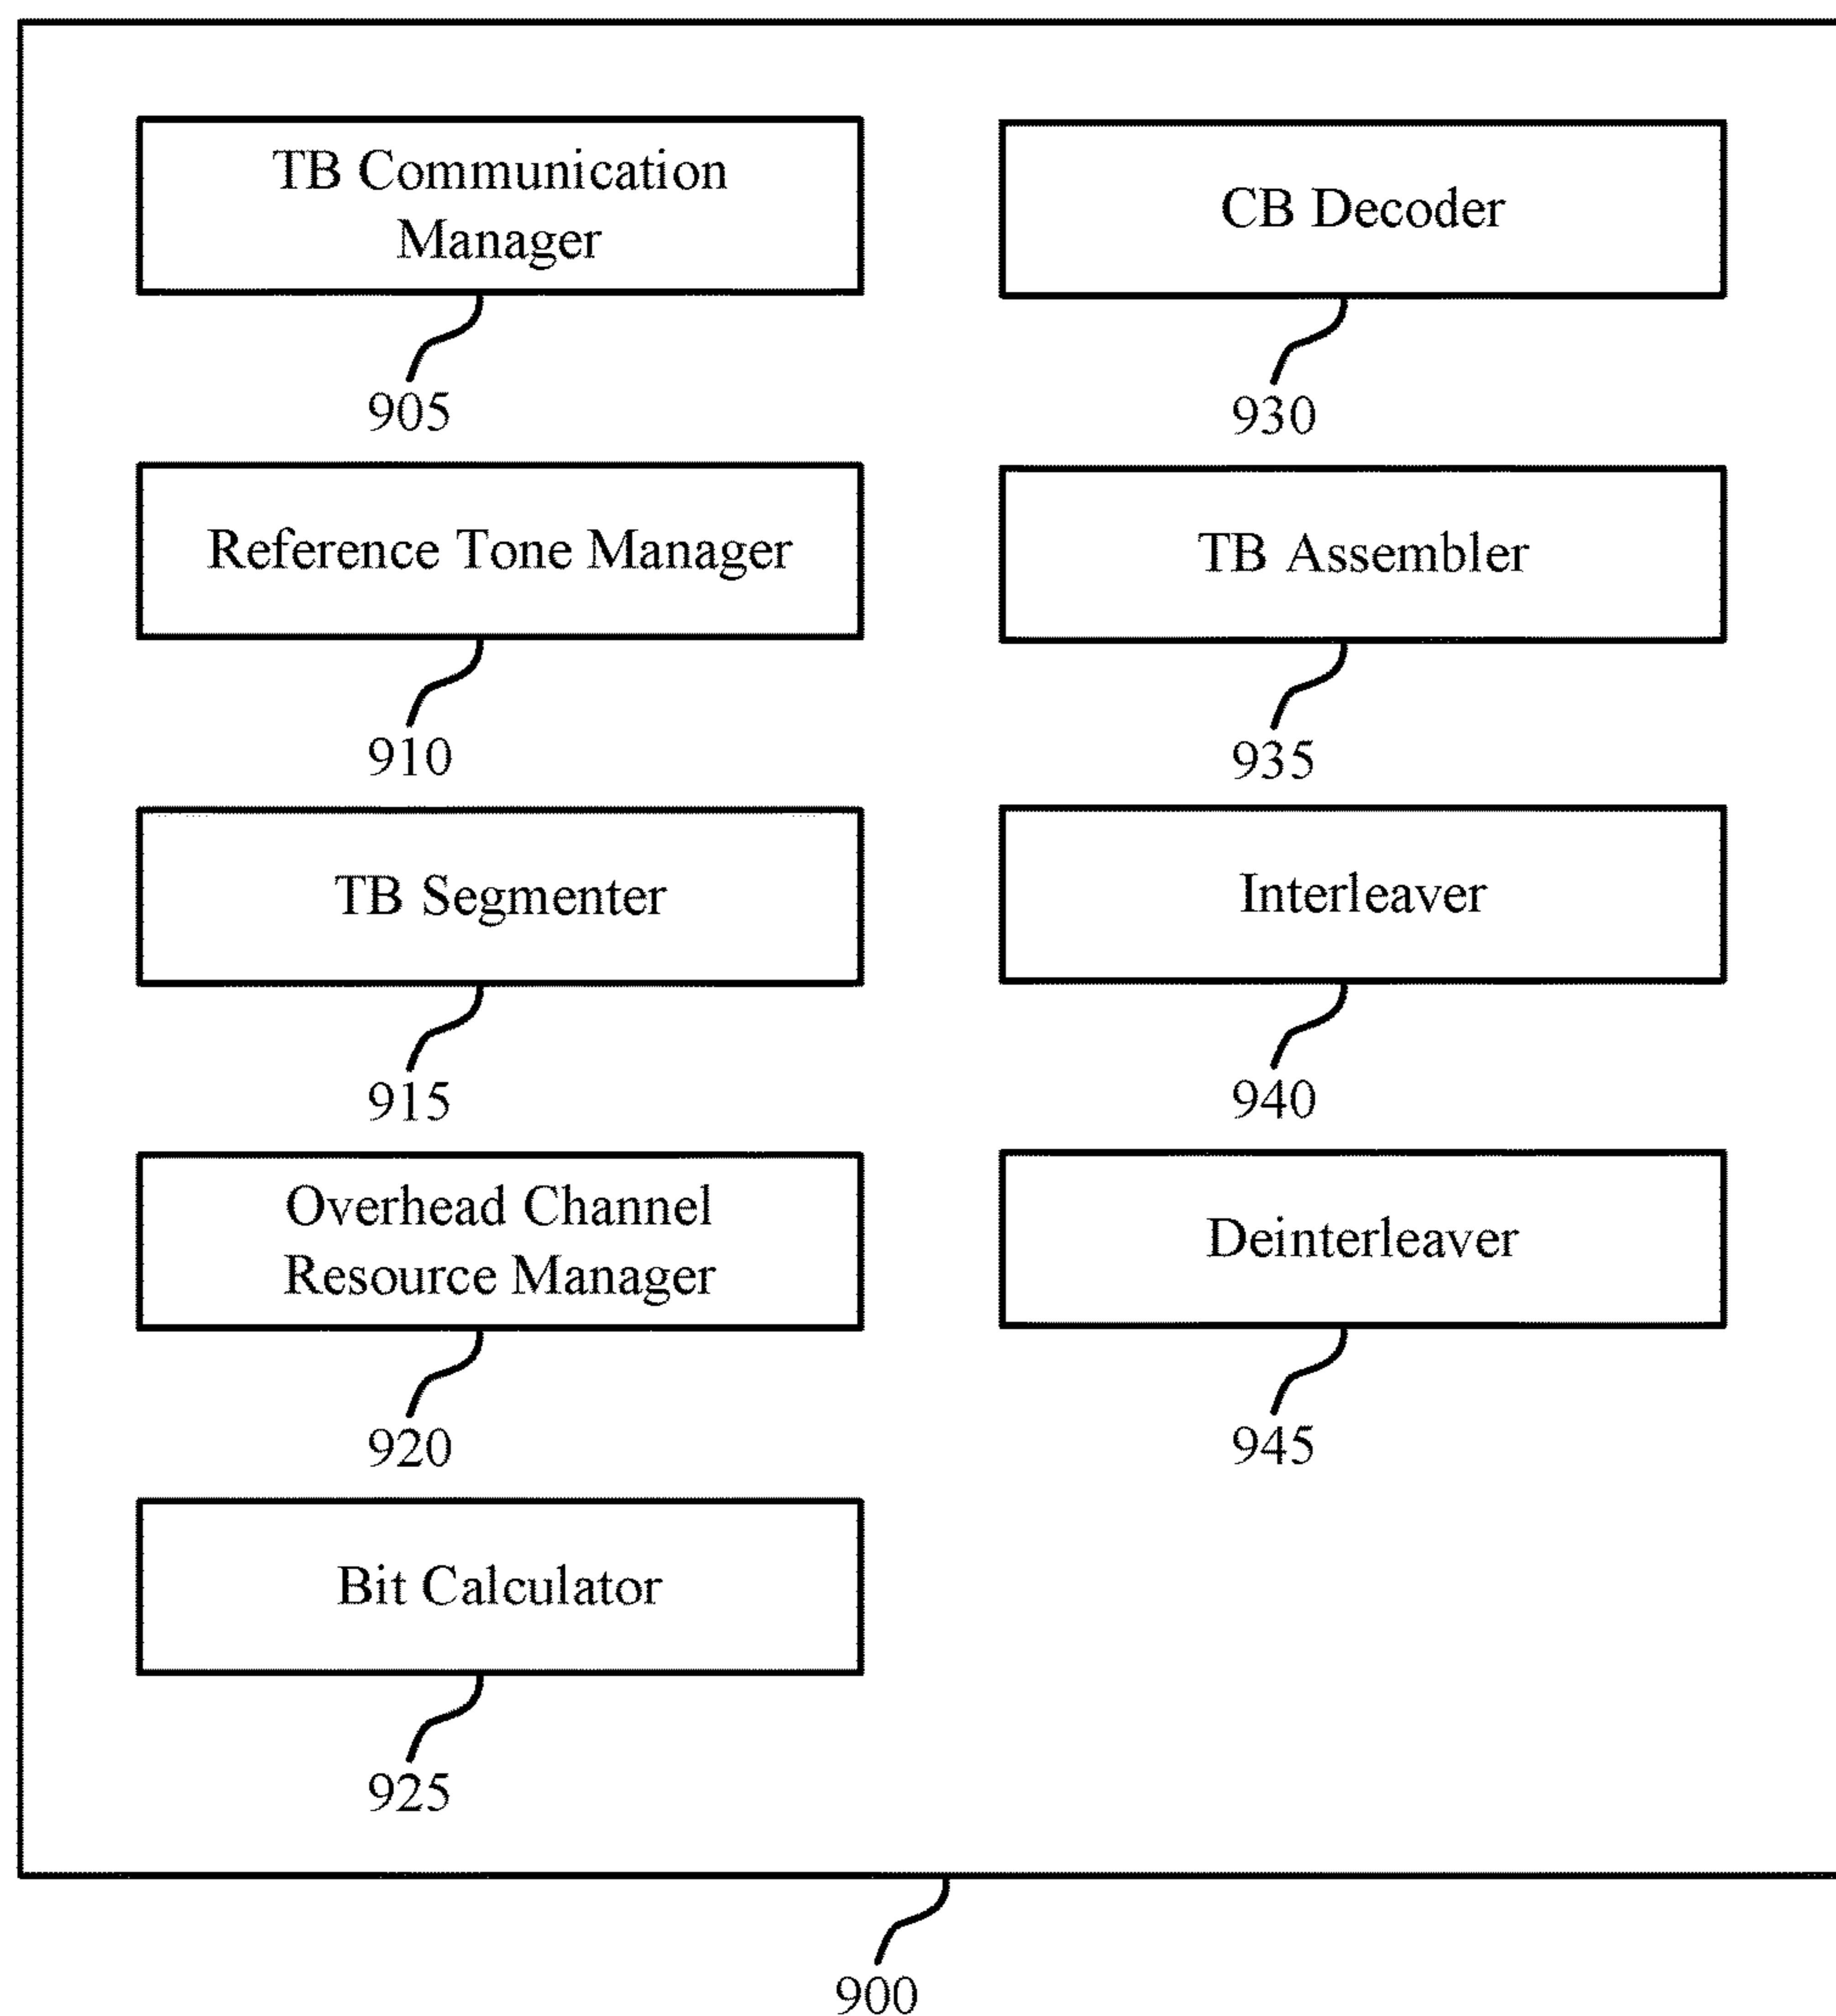 TB Communication
Manager
905
Reference Tone Manager
910
TB Segmenter
915
Overhead Channel
Resource Manager
920
Bit Calculator
925
CB Decoder
930
TB Assembler
935
Interleaver
940
Deinterleaver
945
900